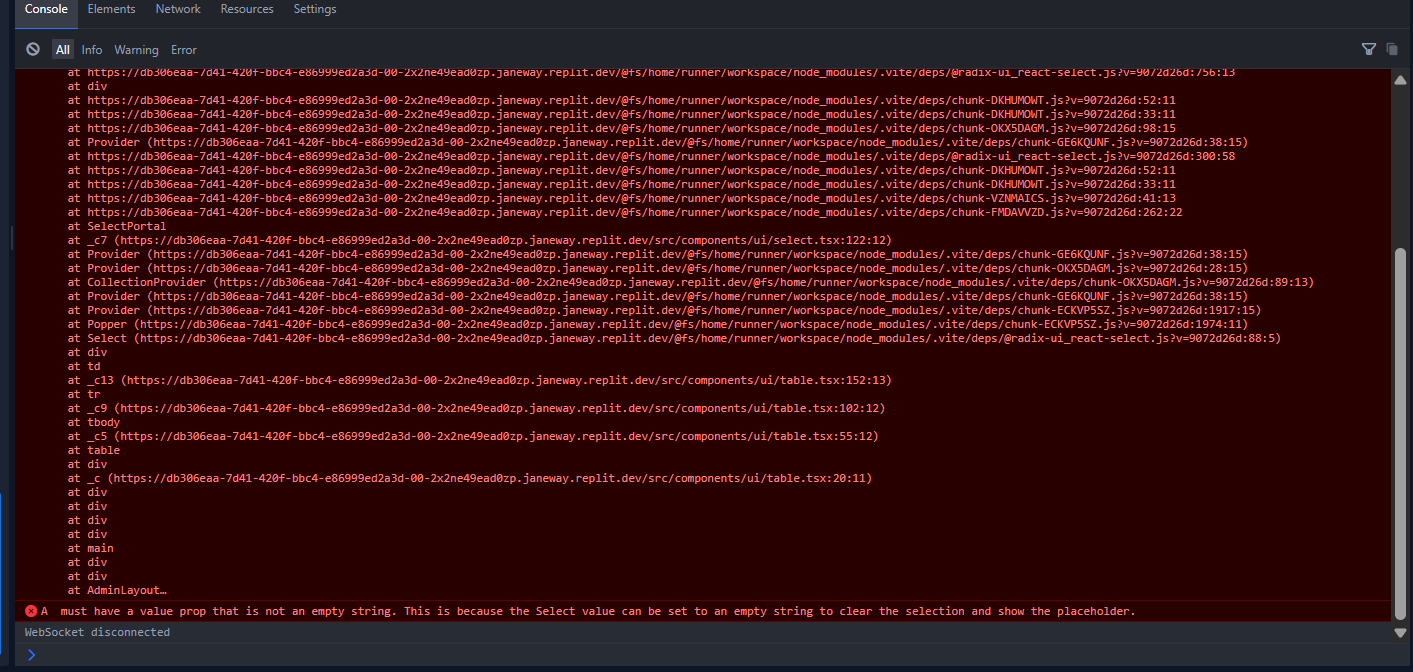 Console Elements Network Resources Settings
All Info Warning Error
at https://db306eaa-7d41-420f-bbc4-e86999ed2a3d-00-2x2ne49ead0zp.janeway.replit.dev/@fs/home/runner/workspace/node_modules/.vite/deps/@radix-ui_react-select.js?v=9072d26d:756:13
at div
at https://db306eaa-7d41-420f-bbc4-e86999ed2a3d-00-2x2ne49ead0zp.janeway.replit.dev/@fs/home/runner/workspace/node_modules/.vite/deps/chunk-DKHUMOWT.js?v=9072d26d:52:11
at https://db306eaa-7d41-420f-bbc4-e86999ed2a3d-00-2x2ne49ead0zp.janeway.replit.dev/@fs/home/runner/workspace/node_modules/.vite/deps/chunk-DKHUMOWT.js?v=9072d26d:33:11
at https://db306eaa-7d41-420f-bbc4-e86999ed2a3d-00-2x2ne49ead0zp.janeway.replit.dev/@fs/home/runner/workspace/node_modules/.vite/deps/chunk-OKX5DAGM.js?v=9072d26d:98:15
at Provider (https://db306eaa-7d41-420f-bbc4-e86999ed2a3d-00-2x2ne49ead0zp.janeway.replit.dev/@fs/home/runner/workspace/node_modules/.vite/deps/chunk-GE6KQUNF.js?v=9072d26d:38:15)
at https://db306eaa-7d41-420f-bbc4-e86999ed2a3d-00-2x2ne49ead0zp.janeway.replit.dev/@fs/home/runner/workspace/node_modules/.vite/deps/@radix-ui_react-select.js?v=9072d26d:300:58
at https://db306eaa-7d41-420f-bbc4-e86999ed2a3d-00-2x2ne49ead0zp.janeway.replit.dev/@fs/home/runner/workspace/node_modules/.vite/deps/chunk-DKHUMOWT.js?v=9072d26d:52:11
at https://db306eaa-7d41-420f-bbc4-e86999ed2a3d-00-2x2ne49ead0zp.janeway.replit.dev/@fs/home/runner/workspace/node_modules/.vite/deps/chunk-DKHUMOWT.js?v=9072d26d:33:11
at https://db306eaa-7d41-420f-bbc4-e86999ed2a3d-00-2x2ne49ead0zp.janeway.replit.dev/@fs/home/runner/workspace/node_modules/.vite/deps/chunk-VZNMAICS.js?v=9072d26d:41:13
at https://db306eaa-7d41-420f-bbc4-e86999ed2a3d-00-2x2ne49ead0zp.janeway.replit.dev/@fs/home/runner/workspace/node_modules/.vite/deps/chunk-FMDAVVZD.js?v=9072d26d:262:22
at SelectPortal
at _c7 (https://db306eaa-7d41-420f-bbc4-e86999ed2a3d-00-2x2ne49ead0zp.janeway.replit.dev/src/components/ui/select.tsx:122:12)
at Provider (https://db306eaa-7d41-420f-bbc4-e86999ed2a3d-00-2x2ne49ead0zp.janeway.replit.dev/@fs/home/runner/workspace/node_modules/.vite/deps/chunk-GE6KQUNF.js?v=9072d26d:38:15)
at Provider (https://db306eaa-7d41-420f-bbc4-e86999ed2a3d-00-2x2ne49ead0zp.janeway.replit.dev/@fs/home/runner/workspace/node_modules/.vite/deps/chunk-OKX5DAGM.js?v=9072d26d:28:15)
at CollectionProvider (https://db306eaa-7d41-420f-bbc4-e86999ed2a3d-00-2x2ne49ead0zp.janeway.replit.dev/@fs/home/runner/workspace/node_modules/.vite/deps/chunk-OKX5DAGM.js?v=9072d26d:89:13)
at Provider (https://db306eaa-7d41-420f-bbc4-e86999ed2a3d-00-2x2ne49ead0zp.janeway.replit.dev/@fs/home/runner/workspace/node_modules/.vite/deps/chunk-GE6KQUNF.js?v=9072d26d:38:15)
at Provider (https://db306eaa-7d41-420f-bbc4-e86999ed2a3d-00-2x2ne49ead0zp.janeway.replit.dev/@fs/home/runner/workspace/node_modules/.vite/deps/chunk-ECKVP5SZ.js?v=9072d26d:1917:15)
at Popper (https://db306eaa-7d41-420f-bbc4-e86999ed2a3d-00-2x2ne49ead0zp.janeway.replit.dev/@fs/home/runner/workspace/node_modules/.vite/deps/chunk-ECKVP5SZ.js?v=9072d26d:1974:11)
at Select (https://db306eaa-7d41-420f-bbc4-e86999ed2a3d-00-2x2ne49ead0zp.janeway.replit.dev/@fs/home/runner/workspace/node_modules/.vite/deps/@radix-ui_react-select.js?v=9072d26d:88:5)
at div
at td
at _c13 (https://db306eaa-7d41-420f-bbc4-e86999ed2a3d-00-2x2ne49ead0zp.janeway.replit.dev/src/components/ui/table.tsx:152:13)
at tr
at _c9 (https://db306eaa-7d41-420f-bbc4-e86999ed2a3d-00-2x2ne49ead0zp.janeway.replit.dev/src/components/ui/table.tsx:102:12)
at tbody
at _c5 (https://db306eaa-7d41-420f-bbc4-e86999ed2a3d-00-2x2ne49ead0zp.janeway.replit.dev/src/components/ui/table.tsx:55:12)
at table
at div
at _c (https://db306eaa-7d41-420f-bbc4-e86999ed2a3d-00-2x2ne49ead0zp.janeway.replit.dev/src/components/ui/table.tsx:20:11)
at div
at div
at div
at div
at main
at div
at div
at AdminLayout…
A must have a value prop that is not an empty string. This is because the Select value can be set to an empty string to clear the selection and show the placeholder.
WebSocket disconnected